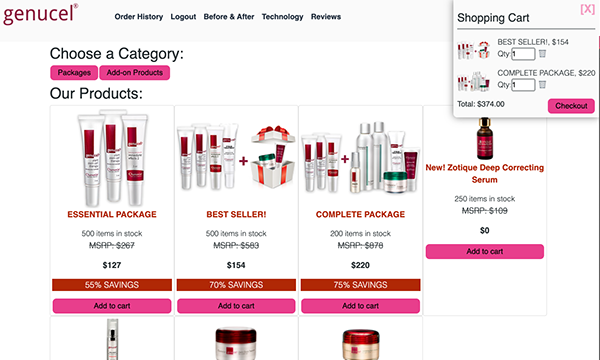 genucel®
Order History Logout Before & After Technology Reviews
[X]
Shopping Cart
BEST SELLER!, $154
Qty: 1
COMPLETE PACKAGE, $220
Qty: 1
Total: $374.00 Checkout
Choose a Category:
Packages Add-on Products
Our Products:
ESSENTIAL PACKAGE
500 items in stock
MSRP: $267
$127
55% SAVINGS
Add to cart
BEST SELLER!
500 items in stock
MSRP: $583
$154
70% SAVINGS
Add to cart
COMPLETE PACKAGE
200 items in stock
MSRP: $878
$220
75% SAVINGS
Add to cart
New! Zotique Deep Correcting
Serum
250 items in stock
MSRP: $109
$0
Add to cart